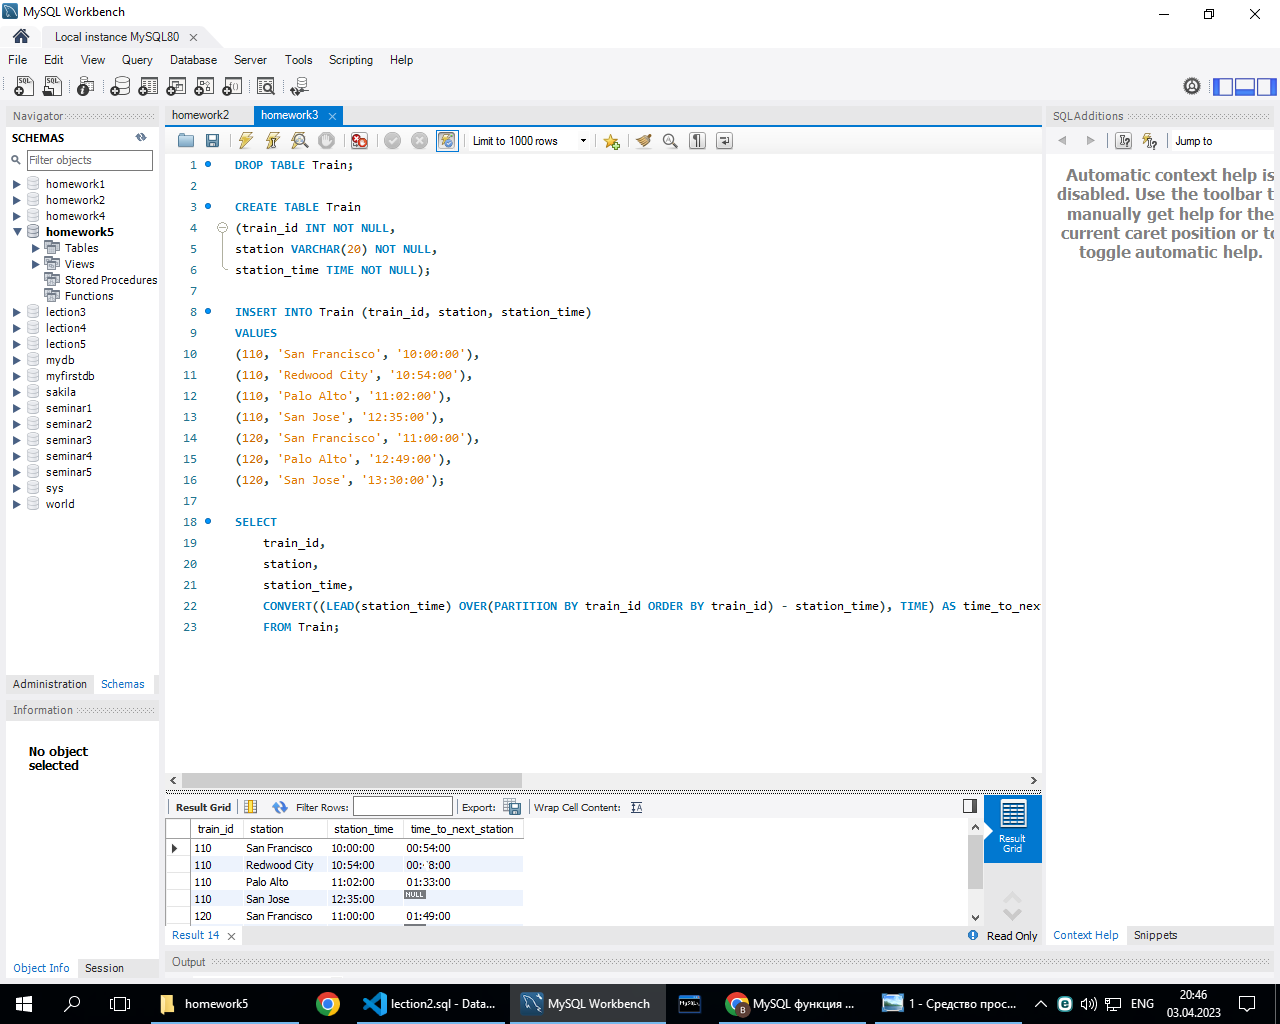 MySQL Workbench
Local instance MySQL80
File Edit View Query Database Server Tools Scripting Help
Navigator
SCHEMAS
Filter objects
homework1
homework2
homework4
homework5
Tables
Views
Stored Procedures
Functions
lection3
lection4
lection5
mydb
myfirstdb
sakila
seminar1
seminar2
seminar3
seminar4
seminar5
sys
world
Administration Schemas
Information
No object
selected
Object Info Session
homework2 homework3
Limit to 1000 rows
1 DROP TABLE Train;
2
3 CREATE TABLE Train
4 (train_id INT NOT NULL,
5 station VARCHAR(20) NOT NULL,
6 station_time TIME NOT NULL);
7
8 INSERT INTO Train (train_id, station, station_time)
9 VALUES
10 (110, 'San Francisco', '10:00:00'),
11 (110, 'Redwood City', '10:54:00'),
12 (110, 'Palo Alto', '11:02:00'),
13 (110, 'San Jose', '12:35:00'),
14 (120, 'San Francisco', '11:00:00'),
15 (120, 'Palo Alto', '12:49:00'),
16 (120, 'San Jose', '13:30:00');
17
18 SELECT
19 train_id,
20 station,
21 station_time,
22 CONVERT((LEAD(station_time) OVER(PARTITION BY train_id ORDER BY train_id) - station_time), TIME) AS time_to_nex
23 FROM Train;
Result Grid Filter Rows: Export: Wrap Cell Content:
train_id station station_time time_to_next_station
110 San Francisco 10:00:00 00:54:00
110 Redwood City 10:54:00
110 Palo Alto 11:02:00 01:33:00
110 San Jose 12:35:00 NULL
120 San Francisco 11:00:00 01:49:00
Result
Grid
Result 14
Read Only
Output
SQLAdditions
Jump to
Automatic context help is
disabled. Use the toolbar t
manually get help for the
current caret position or to
toggle automatic help.
Context Help Snippets
homework5
lection2.sql - Data...
MySQL Workbench
MySQL функция ...
1 - Средство прос...
ENG
20:46
03.04.2023